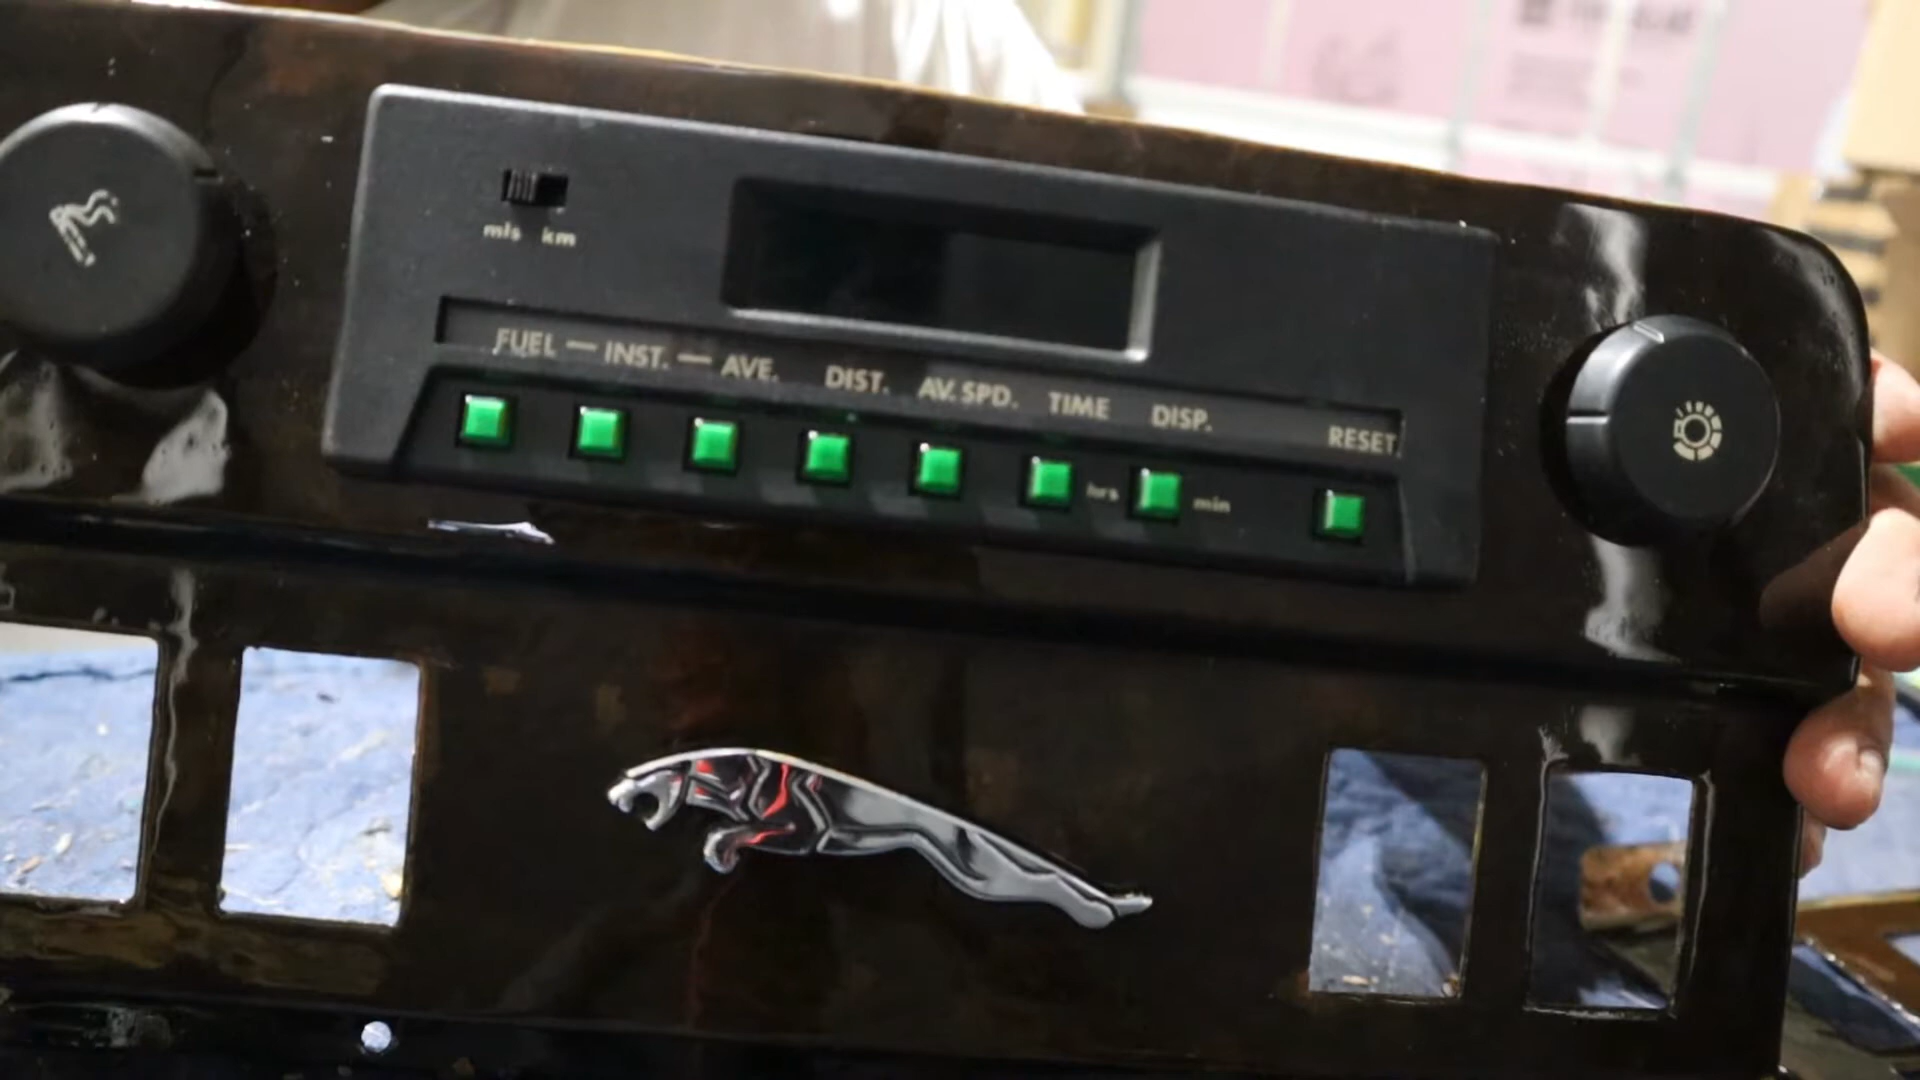 mls km
FUEL — INST. — AVE. DIST. AV. SPD. TIME DISP. RESET
hrs min